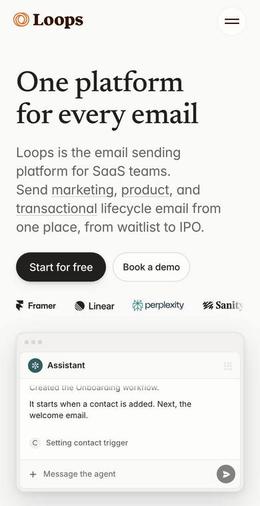 Loops
One platform
for every email
Loops is the email sending
platform for SaaS teams.
Send marketing, product, and
transactional lifecycle email from
one place, from waitlist to IPO.
Start for free
Book a demo
Framer
Linear
perplexity
Sanity
Assistant
Created the Onboarding workflow.
It starts when a contact is added. Next, the
welcome email.
C Setting contact trigger
+ Message the agent